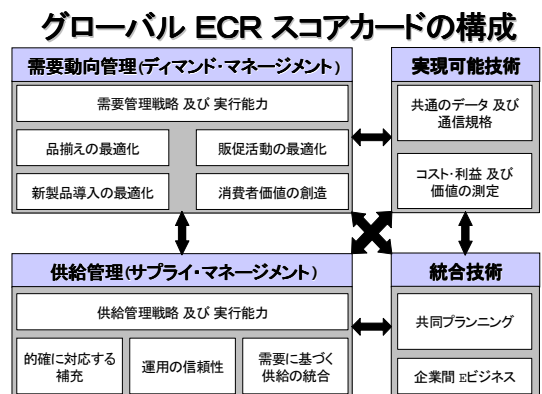 グローバル ECR スコアカードの構成
需要動向管理(ディマンド・マネージメント)
需要管理戦略 及び 実行能力
品揃えの最適化
販促活動の最適化
新製品導入の最適化
消費者価値の創造
実現可能技術
共通のデータ 及び
通信規格
コスト・利益 及び
価値の測定
供給管理(サプライ・マネージメント)
供給管理戦略 及び 実行能力
的確に対応する
補充
運用の信頼性
需要に基づく
供給の統合
統合技術
共同プランニング
企業間 Eビジネス